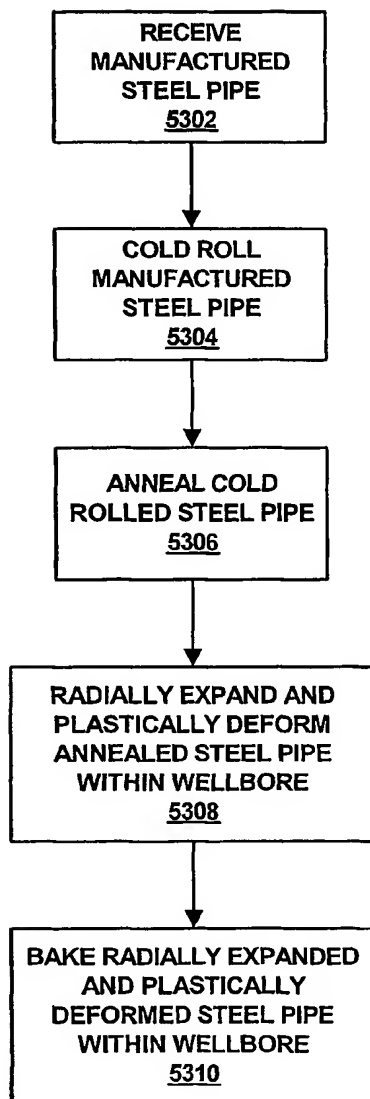 RECEIVE
MANUFACTURED
STEEL PIPE
5302
COLD ROLL
MANUFACTURED
STEEL PIPE
5304
ANNEAL COLD
ROLLED STEEL PIPE
5306
RADIALLY EXPAND AND
PLASTICALLY DEFORM
ANNEALED STEEL PIPE
WITHIN WELLBORE
5308
BAKE RADIALLY EXPANDED
AND PLASTICALLY
DEFORMED STEEL PIPE
WITHIN WELLBORE
5310